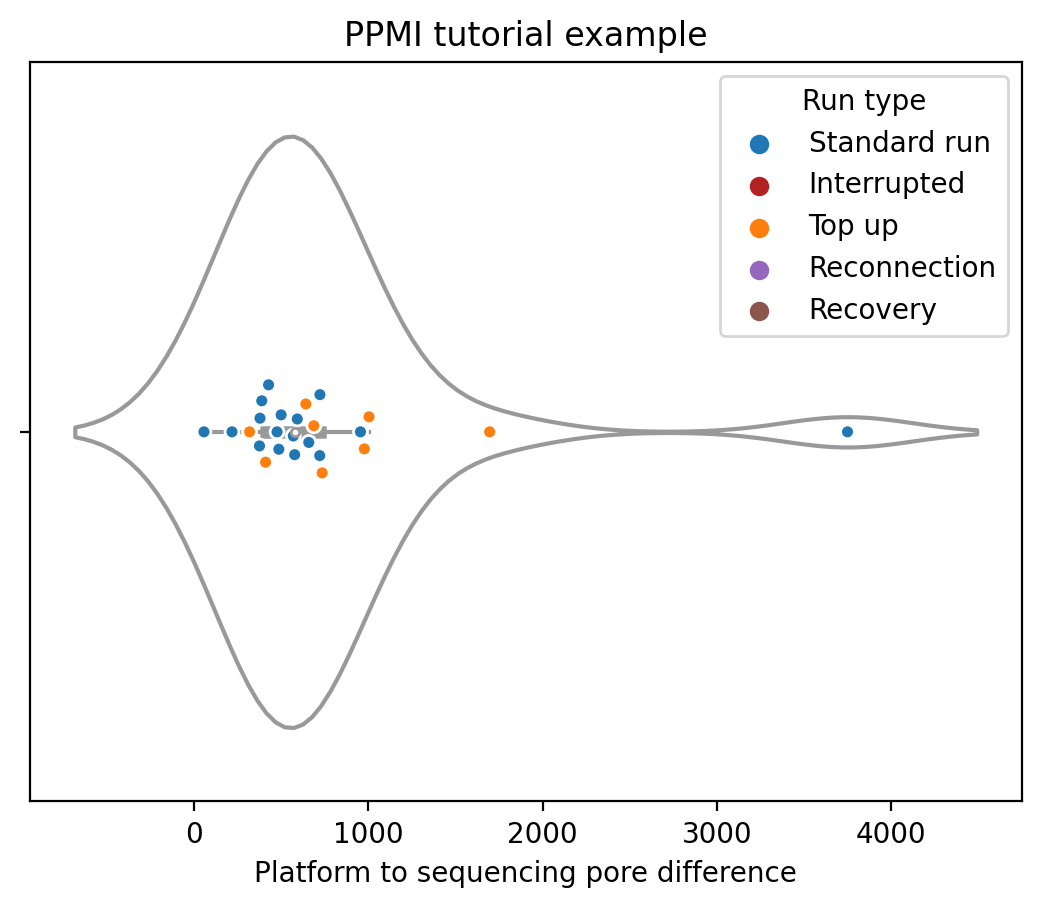 PPMI tutorial example
Run type
Standard run
Interrupted
Top up
Reconnection
Recovery
0 1000 2000 3000 4000
Platform to sequencing pore difference